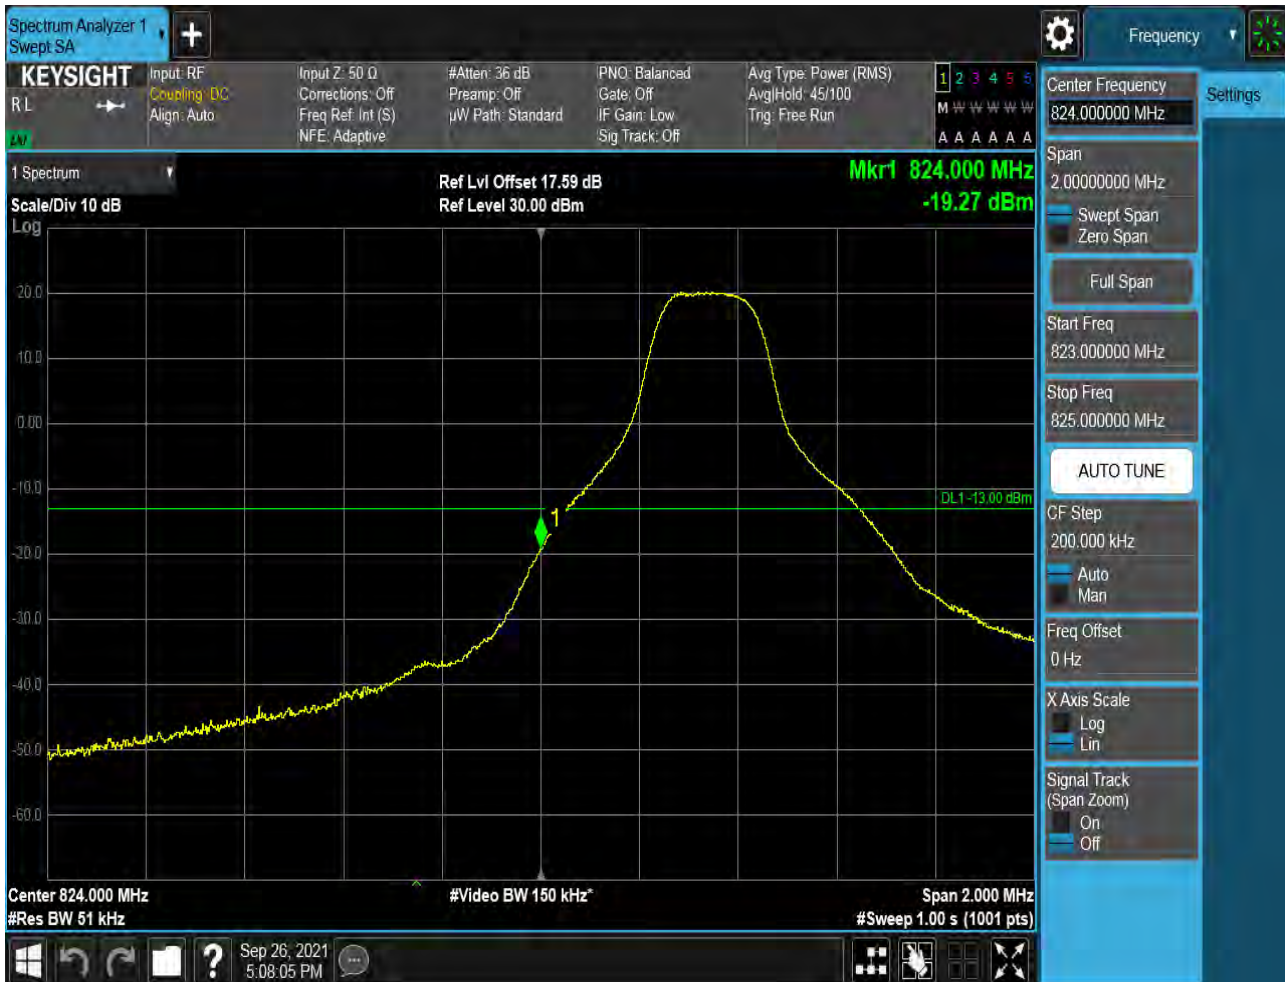 Spectrum Analyzer 1
Swept SA
+
Frequency
KEYSIGHT
R L
Input: RF
Coupling: DC
Align: Auto
Input Z: 50 Ω
Corrections: Off
Freq Ref: Int (S)
NFE: Adaptive
#Atten: 36 dB
Preamp: Off
µW Path: Standard
PNO: Balanced
Gate: Off
IF Gain: Low
Sig Track: Off
Avg Type: Power (RMS)
Avg|Hold: 45/100
Trig: Free Run
1 2 3 4 5 6
M W W W W W
A A A A A A
1 Spectrum
Scale/Div 10 dB
Log
Ref Lvl Offset 17.59 dB
Ref Level 30.00 dBm
Mkr1 824.000 MHz
-19.27 dBm
20.0
10.0
0.00
-10.0
-20.0
-30.0
-40.0
-50.0
-60.0
DL1 -13.00 dBm
1
Center 824.000 MHz
#Res BW 51 kHz
#Video BW 150 kHz*
Span 2.000 MHz
#Sweep 1.00 s (1001 pts)
Center Frequency
824.000000 MHz
Settings
Span
2.00000000 MHz
Swept Span
Zero Span
Full Span
Start Freq
823.000000 MHz
Stop Freq
825.000000 MHz
AUTO TUNE
CF Step
200.000 kHz
Auto
Man
Freq Offset
0 Hz
X Axis Scale
Log
Lin
Signal Track
(Span Zoom)
On
Off
?
Sep 26, 2021
5:08:05 PM